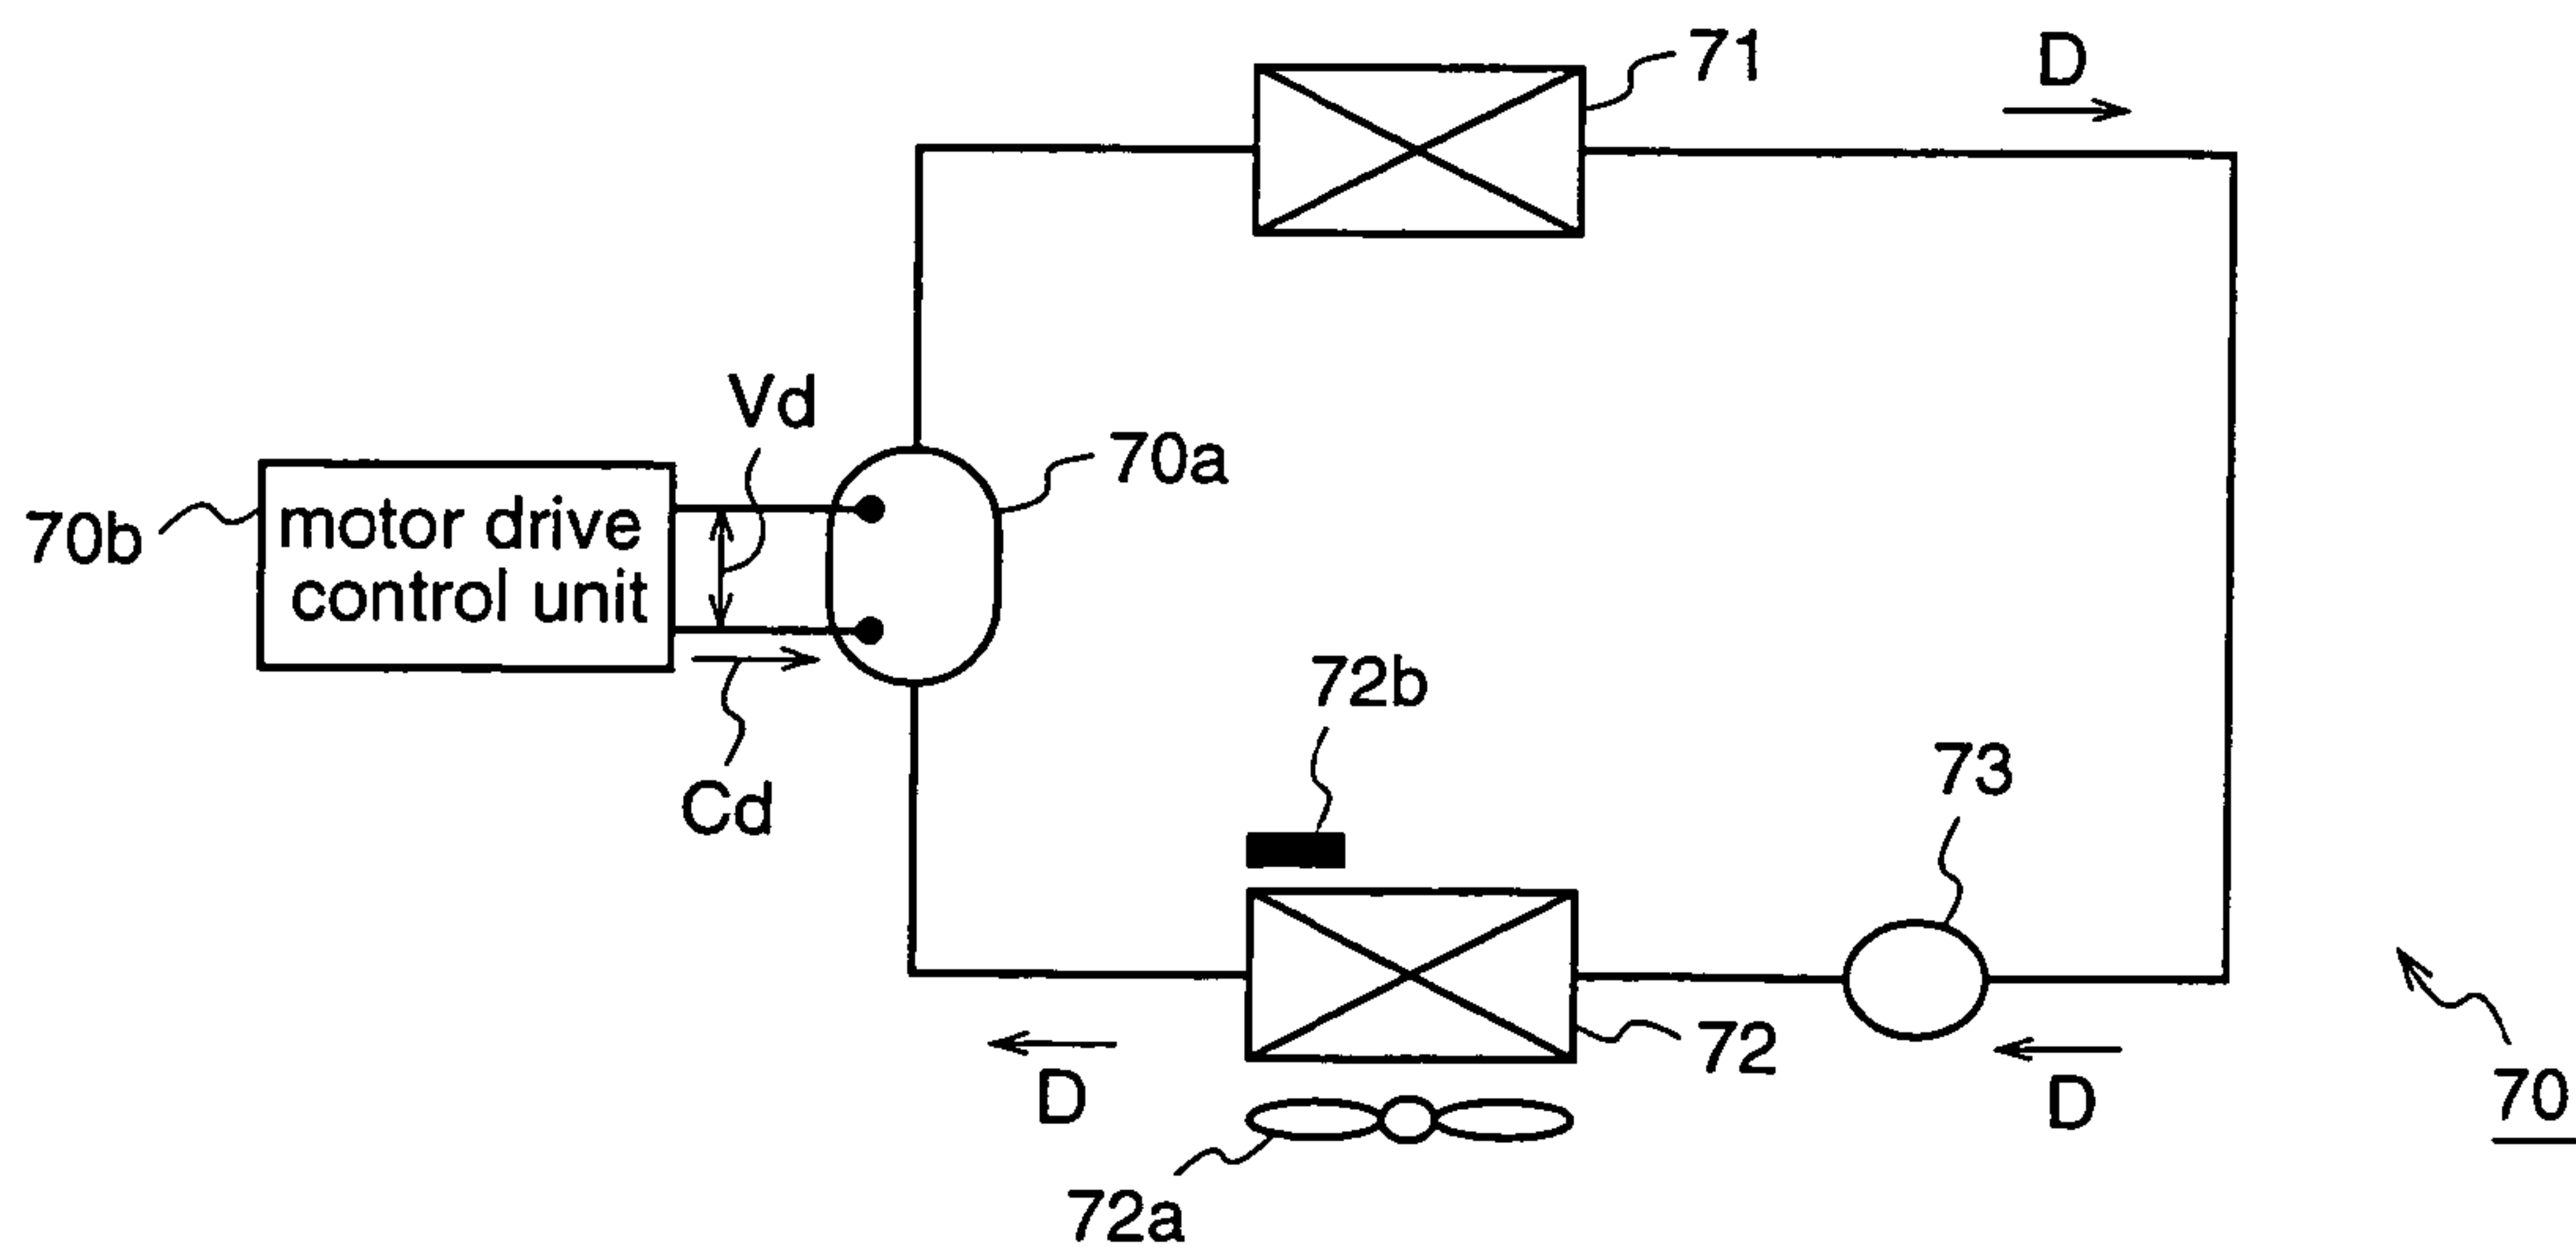 71
D
Vd
70a
70b
motor drive
control unit
72b
73
Cd
72
D
D
70
72a